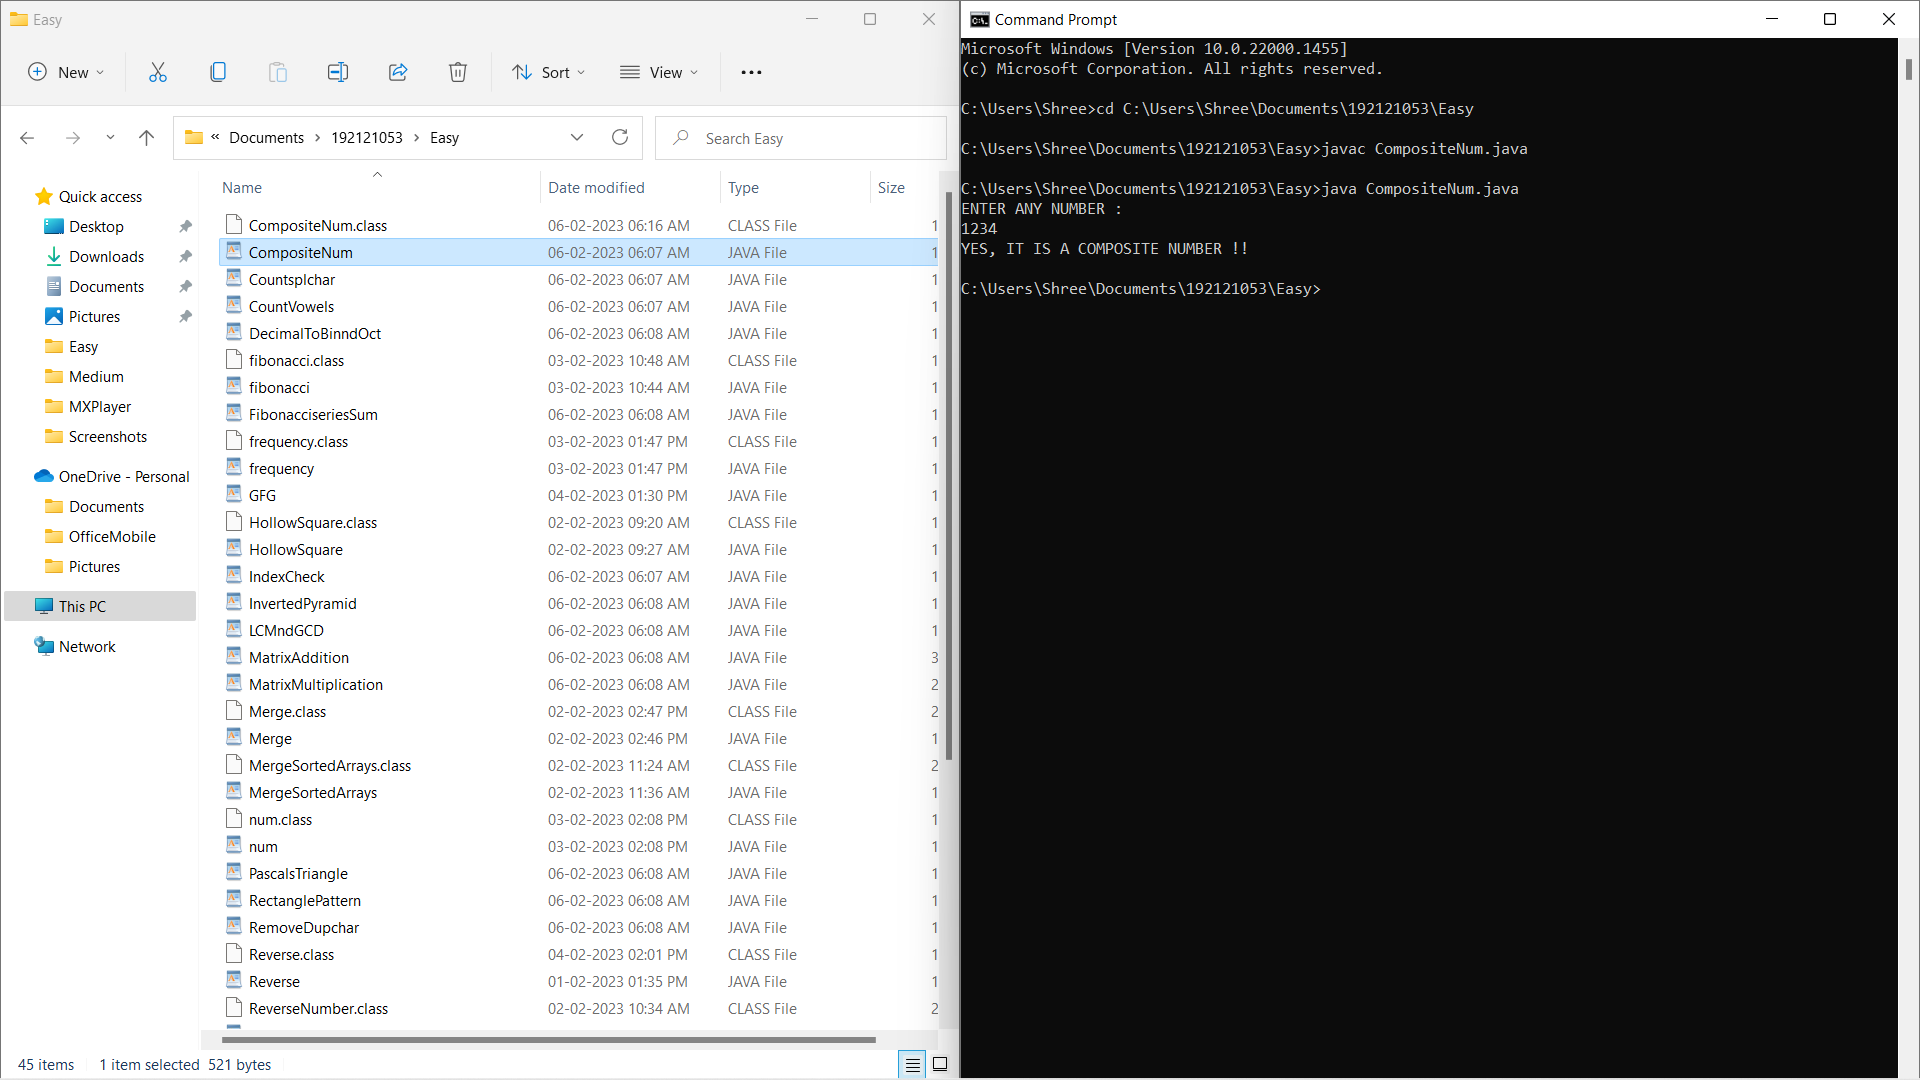 Easy
New
Sort
View
« Documents > 192121053 > Easy
Search Easy
Quick access
Desktop
Downloads
Documents
Pictures
Easy
Medium
MXPlayer
Screenshots
OneDrive - Personal
Documents
OfficeMobile
Pictures
This PC
Network
Name Date modified Type Size
CompositeNum.class 06-02-2023 06:16 AM CLASS File 1
CompositeNum 06-02-2023 06:07 AM JAVA File 1
Countsplchar 06-02-2023 06:07 AM JAVA File 1
CountVowels 06-02-2023 06:07 AM JAVA File 1
DecimalToBinndOct 06-02-2023 06:08 AM JAVA File 1
fibonacci.class 03-02-2023 10:48 AM CLASS File 1
fibonacci 03-02-2023 10:44 AM JAVA File 1
FibonacciseriesSum 06-02-2023 06:08 AM JAVA File 1
frequency.class 03-02-2023 01:47 PM CLASS File 1
frequency 03-02-2023 01:47 PM JAVA File 1
GFG 04-02-2023 01:30 PM JAVA File 1
HollowSquare.class 02-02-2023 09:20 AM CLASS File 1
HollowSquare 02-02-2023 09:27 AM JAVA File 1
IndexCheck 06-02-2023 06:07 AM JAVA File 1
InvertedPyramid 06-02-2023 06:08 AM JAVA File 1
LCMndGCD 06-02-2023 06:08 AM JAVA File 1
MatrixAddition 06-02-2023 06:08 AM JAVA File 3
MatrixMultiplication 06-02-2023 06:08 AM JAVA File 2
Merge.class 02-02-2023 02:47 PM CLASS File 2
Merge 02-02-2023 02:46 PM JAVA File 1
MergeSortedArrays.class 02-02-2023 11:24 AM CLASS File 2
MergeSortedArrays 02-02-2023 11:36 AM JAVA File 1
num.class 03-02-2023 02:08 PM CLASS File 1
num 03-02-2023 02:08 PM JAVA File 1
PascalsTriangle 06-02-2023 06:08 AM JAVA File 1
RectanglePattern 06-02-2023 06:08 AM JAVA File 1
RemoveDupchar 06-02-2023 06:08 AM JAVA File 1
Reverse.class 04-02-2023 02:01 PM CLASS File 1
Reverse 01-02-2023 01:35 PM JAVA File 1
ReverseNumber.class 02-02-2023 10:34 AM CLASS File 2
45 items 1 item selected 521 bytes
Command Prompt
Microsoft Windows [Version 10.0.22000.1455]
(c) Microsoft Corporation. All rights reserved.
C:\Users\Shree>cd C:\Users\Shree\Documents\192121053\Easy
C:\Users\Shree\Documents\192121053\Easy>javac CompositeNum.java
C:\Users\Shree\Documents\192121053\Easy>java CompositeNum.java
ENTER ANY NUMBER :
1234
YES, IT IS A COMPOSITE NUMBER !!
C:\Users\Shree\Documents\192121053\Easy>